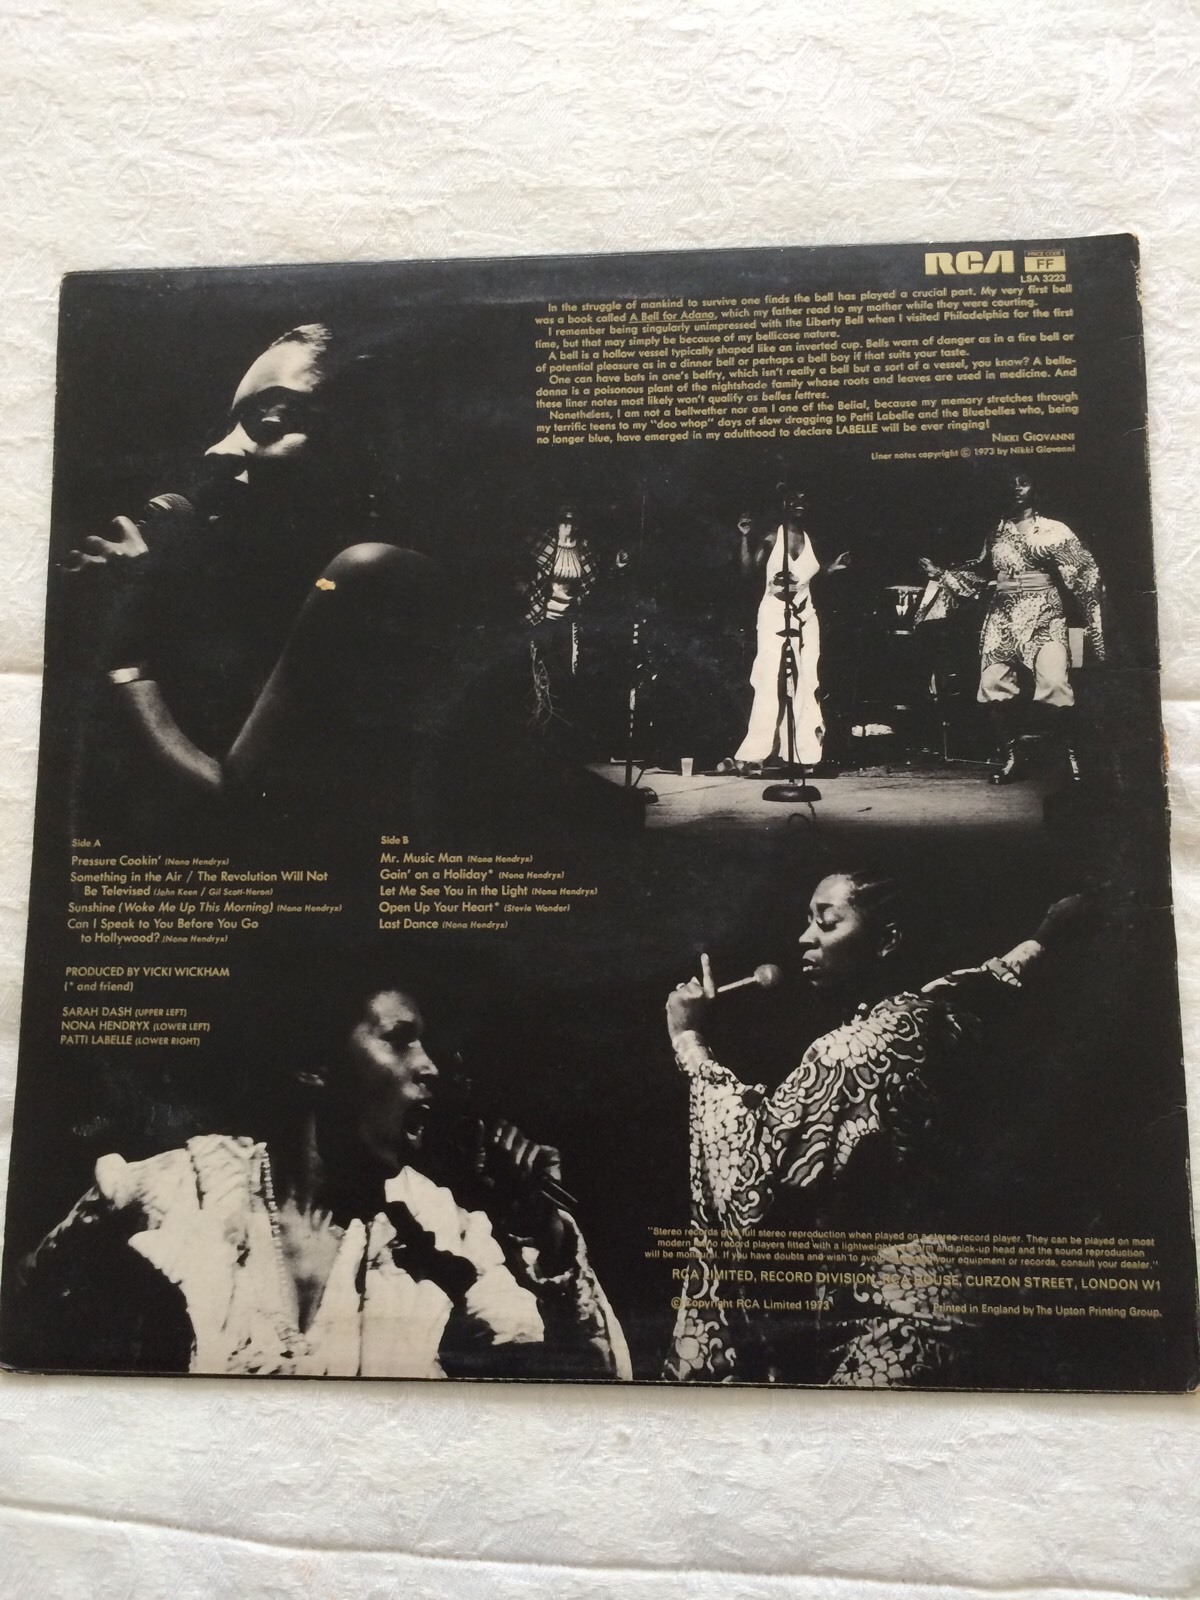 RCA
PRICE CODE
FF
LSA 3223
In the struggle of mankind to survive one finds the bell has played a crucial part. My very first bell
was a book called A Bell for Adano, which my father read to my mother while they were courting.
I remember being singularly unimpressed with the Liberty Bell when I visited Philadelphia for the first
time, but that may simply be because of my bellicose nature.
A bell is a hollow vessel typically shaped like an inverted cup. Bells warn of danger as in a fire bell or
of potential pleasure as in a dinner bell or perhaps a bell boy if that suits your taste.
One can have bats in one's belfry, which isn't really a bell but a sort of a vessel, you know? A bella-
donna is a poisonous plant of the nightshade family whose roots and leaves are used in medicine. And
these liner notes most likely won't qualify as belles lettres.
Nonetheless, I am not a bellwether nor am I one of the Belial, because my memory stretches through
my terrific teens to my "doo whop" days of slow dragging to Patti Labelle and the Bluebelles who, being
no longer blue, have emerged in my adulthood to declare LABELLE will be ever ringing!
NIKKI GIOVANNI
Liner notes copyright © 1973 by Nikki Giovanni
Side A
Pressure Cookin' (Nona Hendryx)
Something in the Air / The Revolution Will Not
Be Televised (John Keen / Gil Scott-Heron)
Sunshine (Woke Me Up This Morning) (Nona Hendryx)
Can I Speak to You Before You Go
to Hollywood? (Nona Hendryx)
Side B
Mr. Music Man (Nona Hendryx)
Goin' on a Holiday* (Nona Hendryx)
Let Me See You in the Light (Nona Hendryx)
Open Up Your Heart* (Stevie Wonder)
Last Dance (Nona Hendryx)
PRODUCED BY VICKI WICKHAM
(* and friend)
SARAH DASH (UPPER LEFT)
NONA HENDRYX (LOWER LEFT)
PATTI LABELLE (LOWER RIGHT)
"Stereo records give full stereo reproduction when played on a stereo record player. They can be played on most
modern mono record players fitted with a lightweight arm and pick-up head and the sound reproduction
will be monaural. If you have doubts and wish to avoid your equipment or records, consult your dealer."
RCA LIMITED, RECORD DIVISION, RCA HOUSE, CURZON STREET, LONDON W1
© Copyright RCA Limited 1973
Printed in England by The Upton Printing Group.